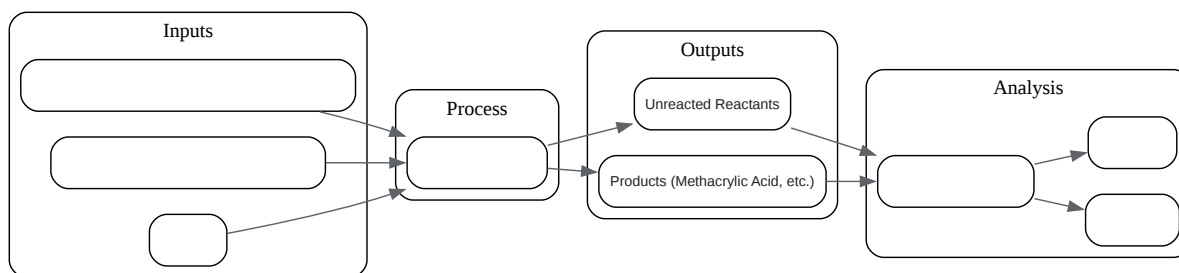 Inputs
Process
Outputs
Unreacted Reactants
Products (Methacrylic Acid, etc.)
Analysis